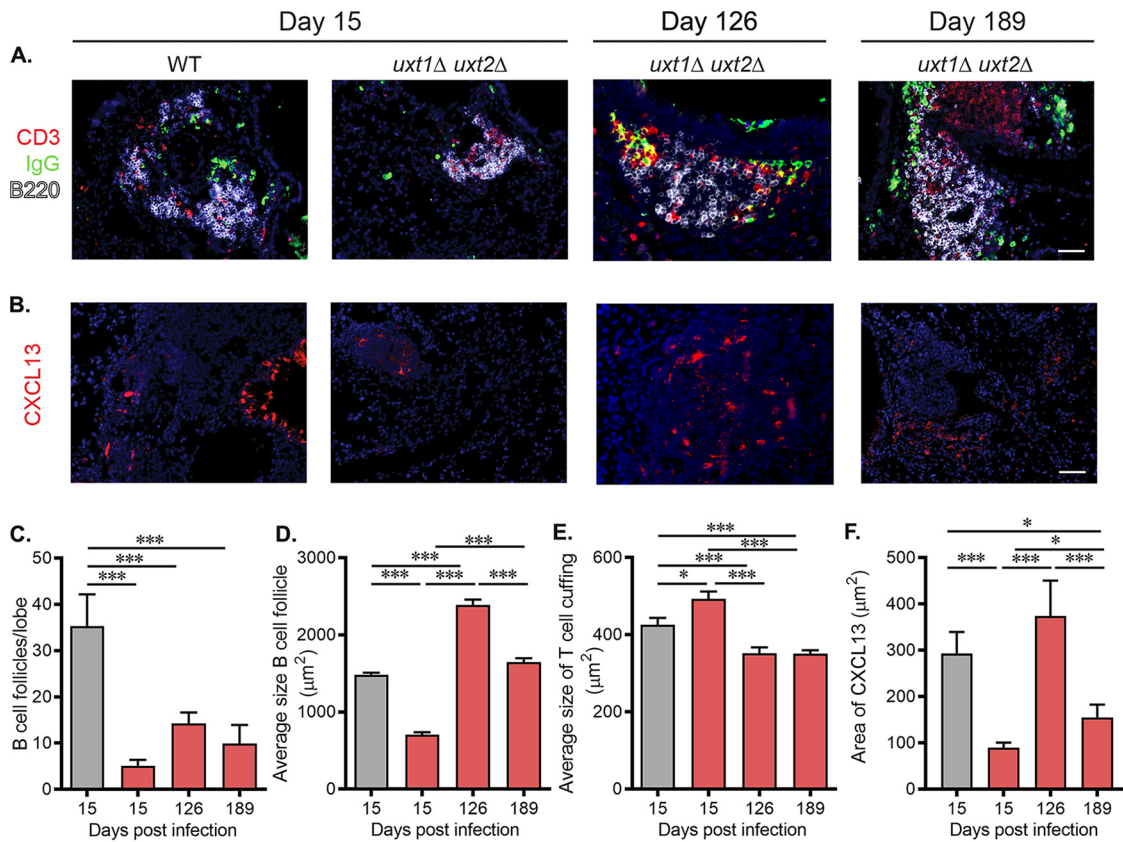 Day 15 Day 126 Day 189
A. WT uxt1Δ uxt2Δ uxt1Δ uxt2Δ uxt1Δ uxt2Δ
CD3
IgG
B220
B.
CXCL13
C.
B cell follicles/lobe
50
40
30
20
10
0
***
***
***
15 15 126 189
Days post infection
D.
Average size B cell follicle
(μm²)
3000
2000
1000
0
***
***
*** *** ***
15 15 126 189
Days post infection
E.
Average size of T cell cuffing
(μm²)
600
400
200
0
***
***
***
* ***
15 15 126 189
Days post infection
F.
Area of CXCL13 (μm²)
500
400
300
200
100
0
*
*
*** *** ***
15 15 126 189
Days post infection